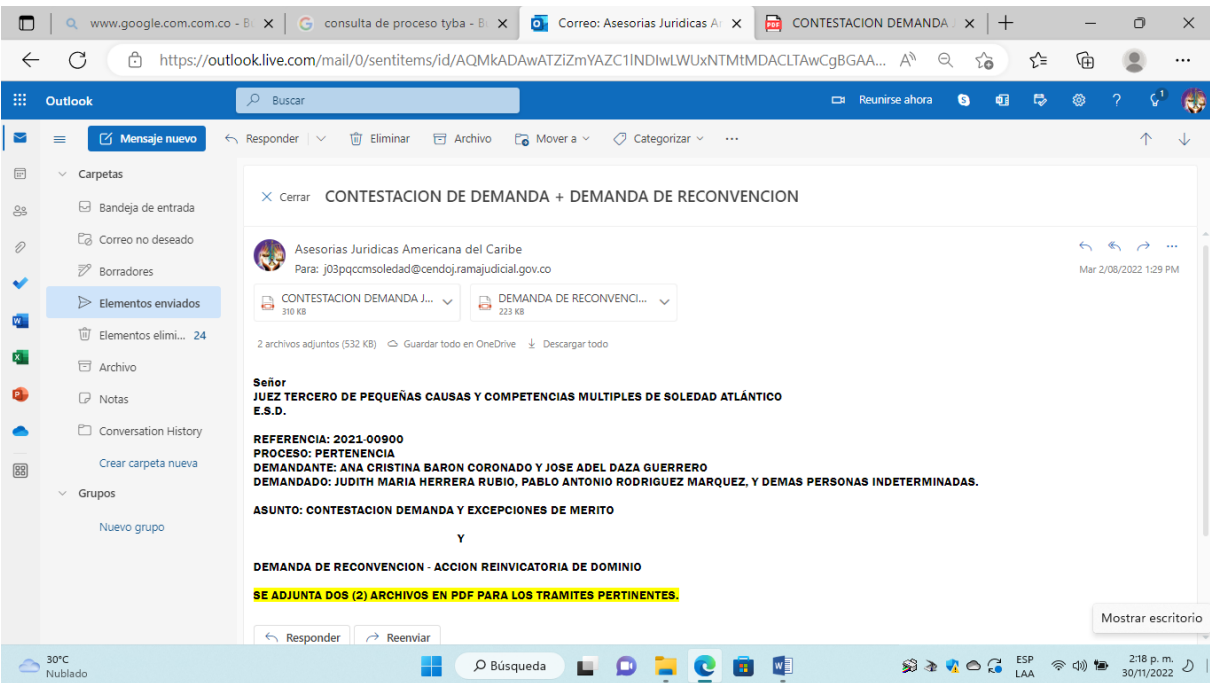 www.google.com.com.co - B
consulta de proceso tyba - B
Correo: Asesorias Juridicas A
CONTESTACION DEMANDA
https://outlook.live.com/mail/0/sentitems/id/AQMkADAwATZiZmYAZC1lNDIwLWUxNTMtMDACLTAwCgBGAA...
Outlook
Buscar
Reunirse ahora
1
Mensaje nuevo
Responder
Eliminar
Archivo
Mover a
Categorizar
Carpetas
Bandeja de entrada
Correo no deseado
Borradores
Elementos enviados
Elementos elimi... 24
Archivo
Notas
Conversation History
Crear carpeta nueva
Grupos
Nuevo grupo
Cerrar CONTESTACION DE DEMANDA + DEMANDA DE RECONVENCION
Asesorias Juridicas Americana del Caribe
Para: j03pqccmsoledad@cendoj.ramajudicial.gov.co
Mar 2/08/2022 1:29 PM
CONTESTACION DEMANDA J...
310 KB
DEMANDA DE RECONVENCI...
223 KB
2 archivos adjuntos (532 KB) Guardar todo en OneDrive Descargar todo
Señor
JUEZ TERCERO DE PEQUEÑAS CAUSAS Y COMPETENCIAS MULTIPLES DE SOLEDAD ATLÁNTICO
E.S.D.
REFERENCIA: 2021-00900
PROCESO: PERTENENCIA
DEMANDANTE: ANA CRISTINA BARON CORONADO Y JOSE ADEL DAZA GUERRERO
DEMANDADO: JUDITH MARIA HERRERA RUBIO, PABLO ANTONIO RODRIGUEZ MARQUEZ, Y DEMAS PERSONAS INDETERMINADAS.
ASUNTO: CONTESTACION DEMANDA Y EXCEPCIONES DE MERITO
Y
DEMANDA DE RECONVENCION - ACCION REINVICATORIA DE DOMINIO
SE ADJUNTA DOS (2) ARCHIVOS EN PDF PARA LOS TRAMITES PERTINENTES.
Responder
Reenviar
Mostrar escritorio
30°C
Nublado
Búsqueda
ESP
LAA
2:18 p. m.
30/11/2022